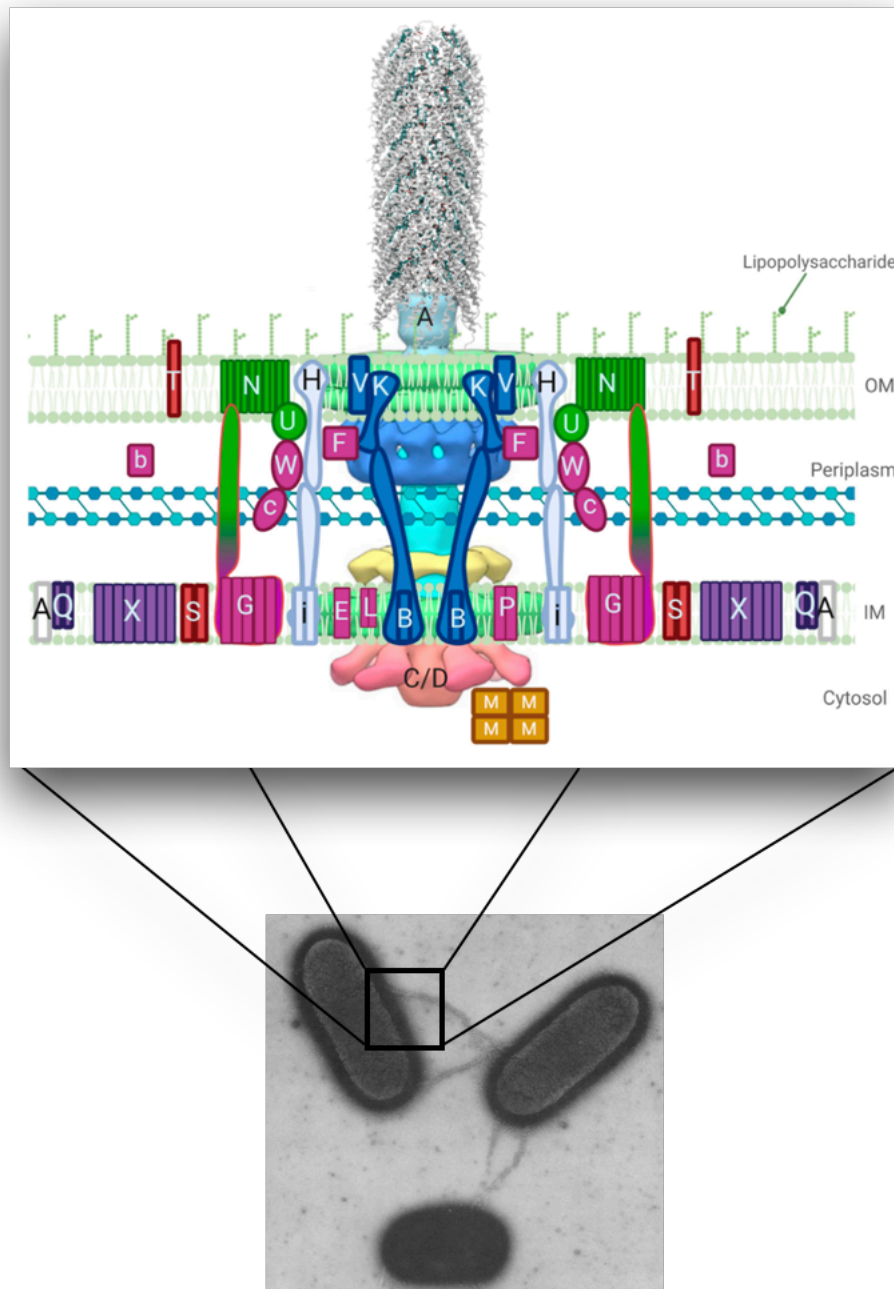 A
Lipopolysaccharide
T N H V K K V H N T OM
U U
F F
b W W b Periplasm
c c
A Q X S G i E L B B P i G S X Q A IM
C/D
Cytosol
M M
M M